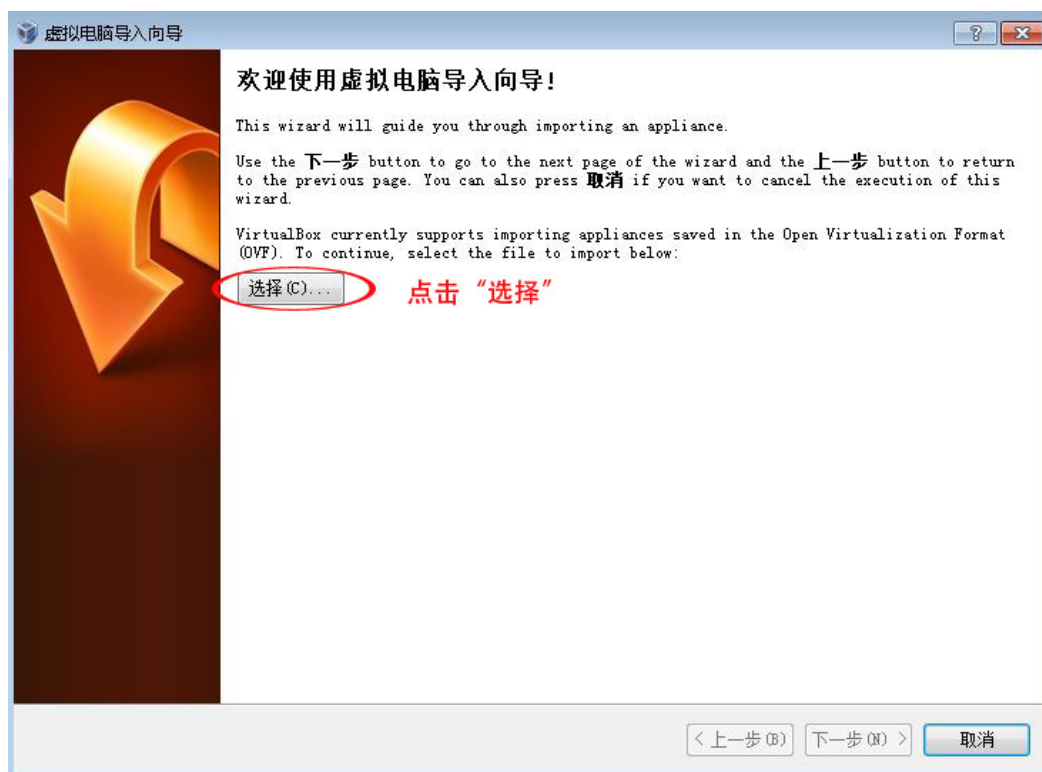 虚拟电脑导入向导
欢迎使用虚拟电脑导入向导!
This wizard will guide you through importing an appliance.
Use the 下一步 button to go to the next page of the wizard and the 上一步 button to return
to the previous page. You can also press 取消 if you want to cancel the execution of this
wizard.
VirtualBox currently supports importing appliances saved in the Open Virtualization Format
(OVF). To continue, select the file to import below:
选择(C)... 点击“选择”
< 上一步(B) 下一步(N) > 取消